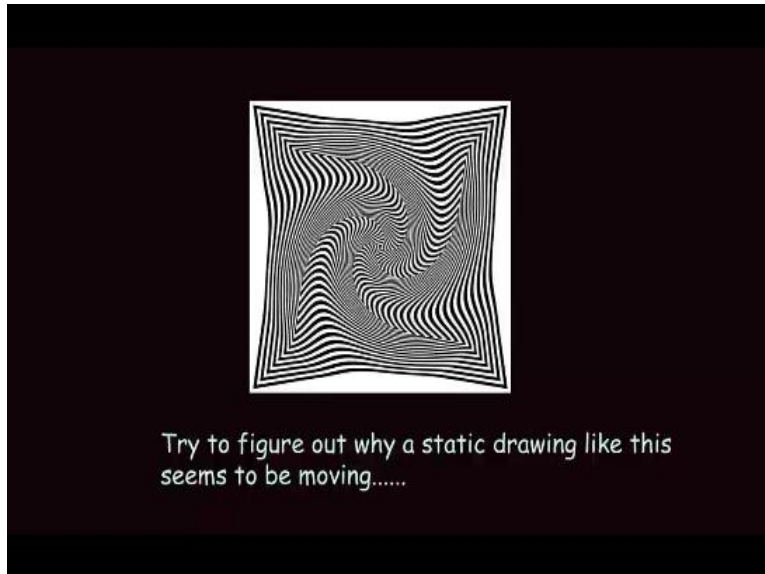 Try to figure out why a static drawing like this
seems to be moving......